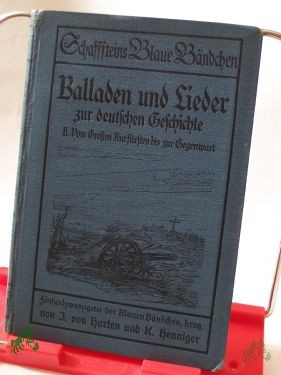 Schaffsteins Blaue Bändchen
Balladen und Lieder
zur deutschen Geschichte
II. Vom Großen Kurfürsten bis zur Gegenwart
Fünfundzwanzigstes der Blauen Bändchen, hrsg.
von J. von Harten und K. Henniger